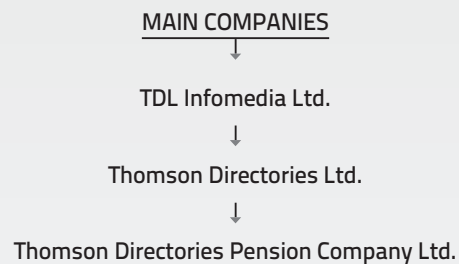 MAIN COMPANIES
TDL Infomedia Ltd.
Thomson Directories Ltd.
Thomson Directories Pension Company Ltd.